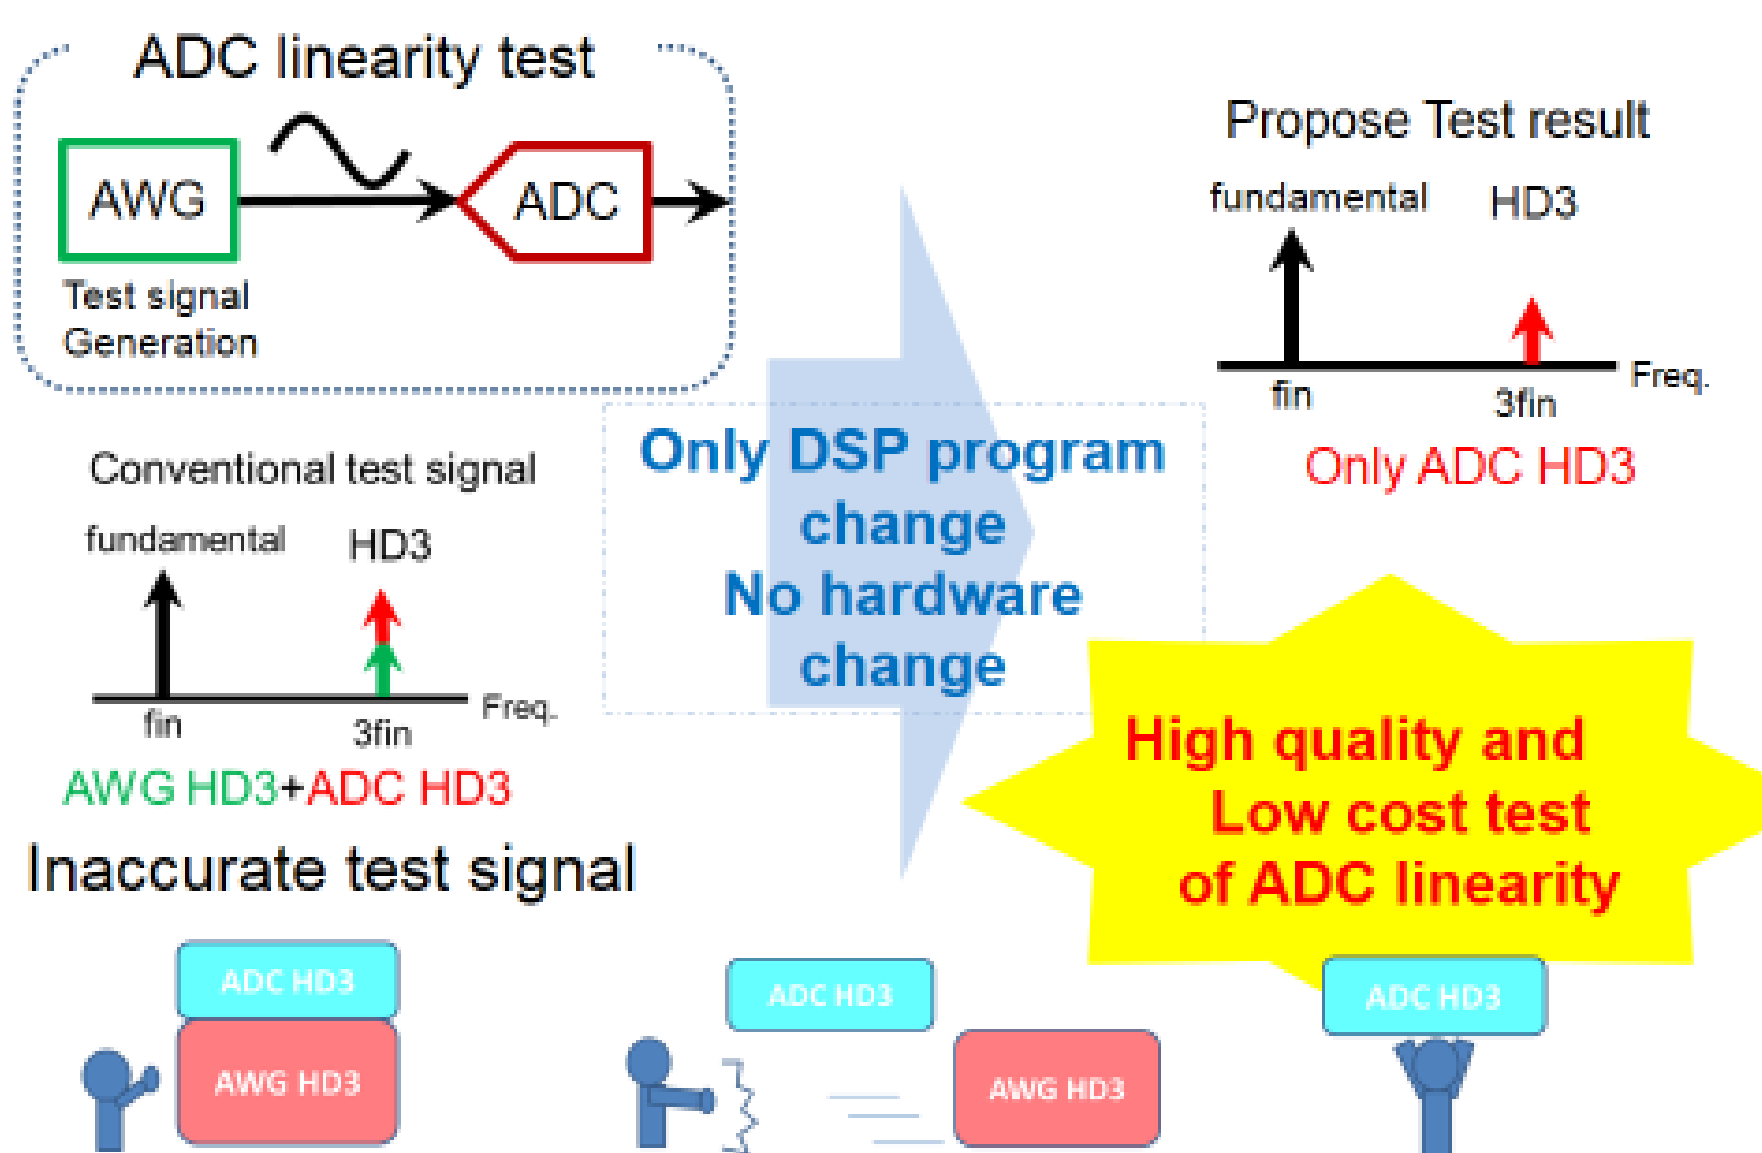 ADC linearity test
AWG
ADC
Test signal
Generation
Conventional test signal
fundamental
HD3
fin
3fin
Freq.
AWG HD3+ADC HD3
Inaccurate test signal
Only DSP program
change
No hardware
change
Propose Test result
fundamental
HD3
fin
3fin
Freq.
Only ADC HD3
High quality and
Low cost test
of ADC linearity
ADC HD3
AWG HD3
ADC HD3
AWG HD3
ADC HD3